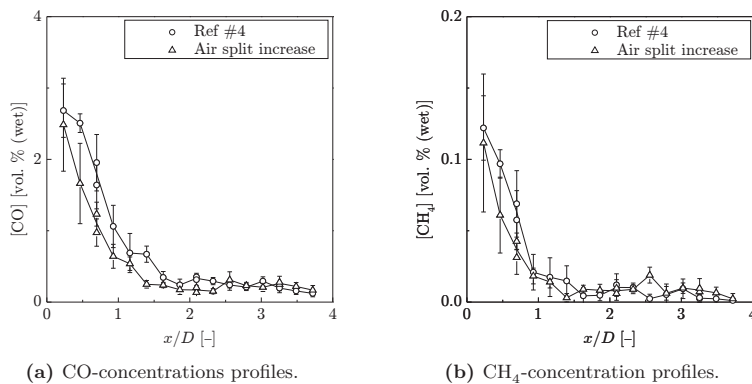 4
2
0
[CO] [vol. % (wet)]
Ref #4
Air split increase
0 1 2 3 4
x/D [–]
(a) CO-concentrations profiles.
0.2
0.1
0.0
[CH₄] [vol. % (wet)]
Ref #4
Air split increase
0 1 2 3 4
x/D [–]
(b) CH₄-concentration profiles.